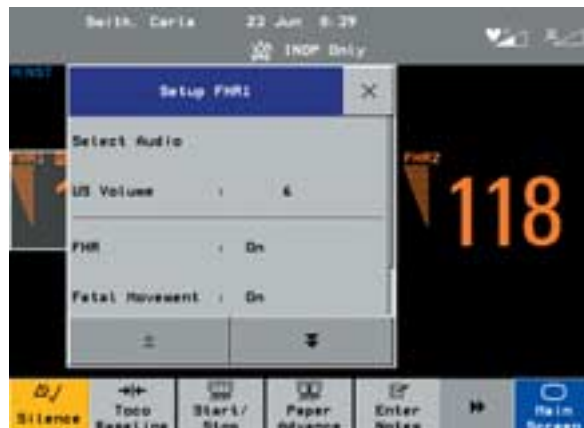 Smith, Carla 23 Jun 8:29
INOP Only
NST
Setup FHR1 ×
Select Audio
US Volume : 6
FHR : On
Fetal Movement : On
FHR2
118
Silence
Toco Baseline
Start/ Stop
Paper Advance
Enter Notes
Main Screen